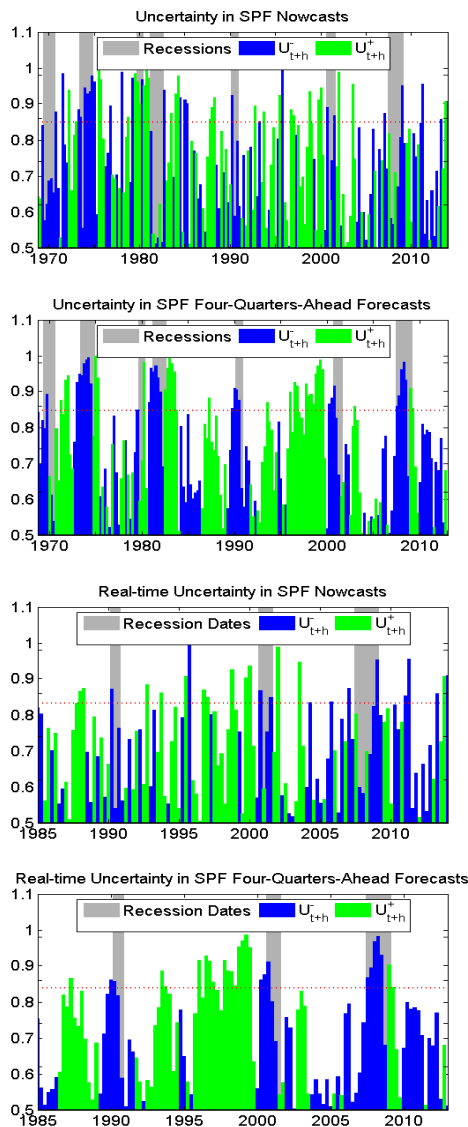 Uncertainty in SPF Nowcasts
1.1
Recessions U⁻t+h U⁺t+h
1
0.9
0.8
0.7
0.6
0.5
1970 1980 1990 2000 2010
Uncertainty in SPF Four-Quarters-Ahead Forecasts
1.1
Recessions U⁻t+h U⁺t+h
1
0.9
0.8
0.7
0.6
0.5
1970 1980 1990 2000 2010
Real-time Uncertainty in SPF Nowcasts
1.1
Recession Dates U⁻t+h U⁺t+h
1
0.9
0.8
0.7
0.6
0.5
1985 1990 1995 2000 2005 2010
Real-time Uncertainty in SPF Four-Quarters-Ahead Forecasts
1.1
Recession Dates U⁻t+h U⁺t+h
1
0.9
0.8
0.7
0.6
0.5
1985 1990 1995 2000 2005 2010